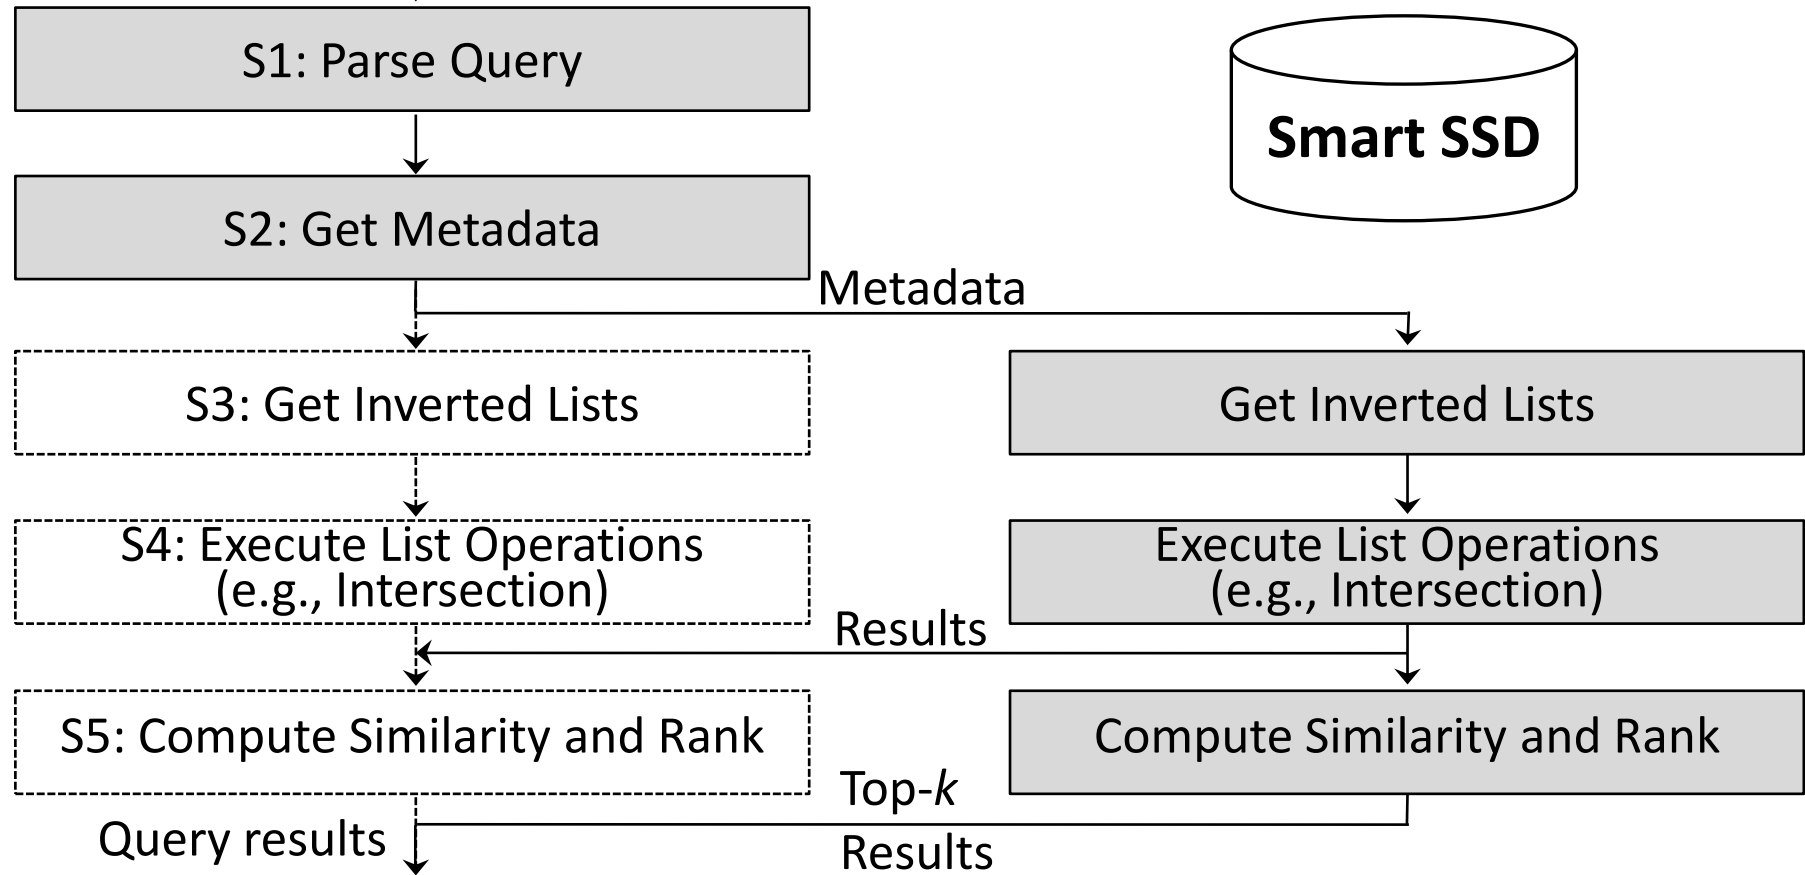 S1: Parse Query
Smart SSD
S2: Get Metadata
Metadata
S3: Get Inverted Lists
Get Inverted Lists
S4: Execute List Operations
(e.g., Intersection)
Execute List Operations
(e.g., Intersection)
Results
S5: Compute Similarity and Rank
Compute Similarity and Rank
Top-k
Query results
Results